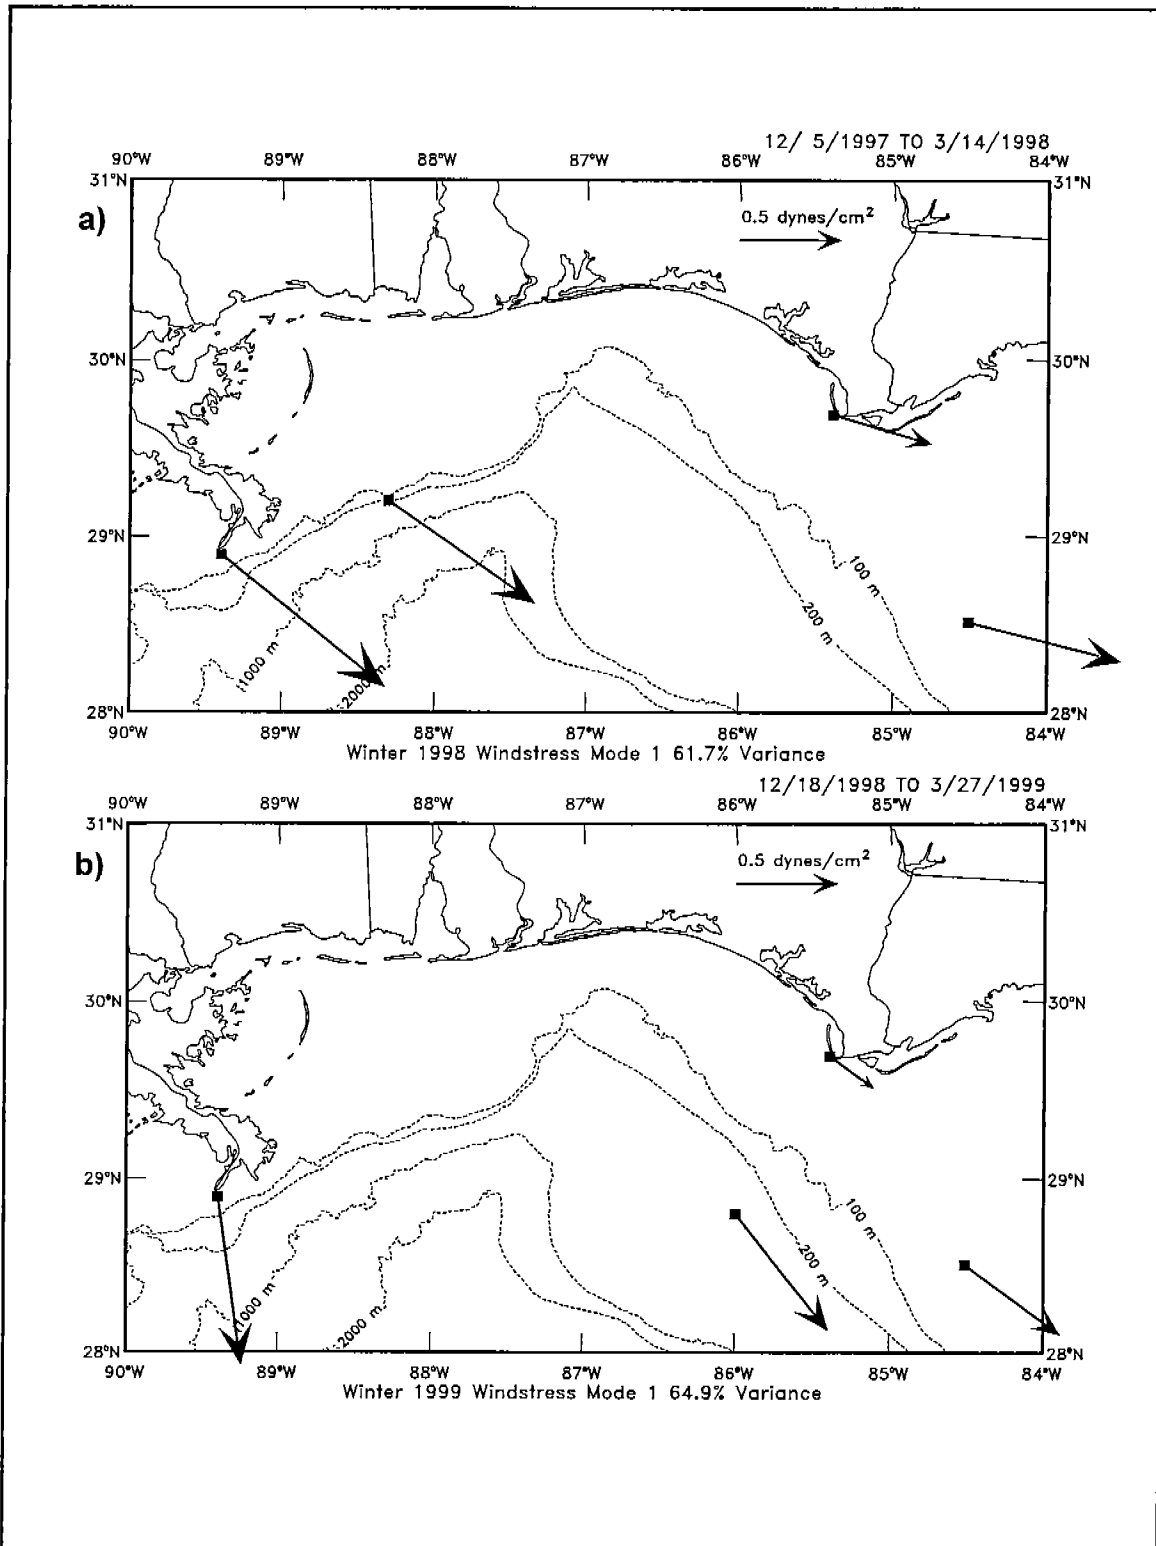 12/ 5/1997 TO 3/14/1998
90°W 89°W 88°W 87°W 86°W 85°W 84°W
31°N 31°N
a)
0.5 dynes/cm²
30°N 30°N
29°N 29°N
100 m
200 m
1000 m
2000 m
28°N 28°N
90°W 89°W 88°W 87°W 86°W 85°W 84°W
Winter 1998 Windstress Mode 1 61.7% Variance
12/18/1998 TO 3/27/1999
90°W 89°W 88°W 87°W 86°W 85°W 84°W
31°N 31°N
b)
0.5 dynes/cm²
30°N 30°N
29°N 29°N
100 m
200 m
1000 m
2000 m
28°N 28°N
90°W 89°W 88°W 87°W 86°W 85°W 84°W
Winter 1999 Windstress Mode 1 64.9% Variance